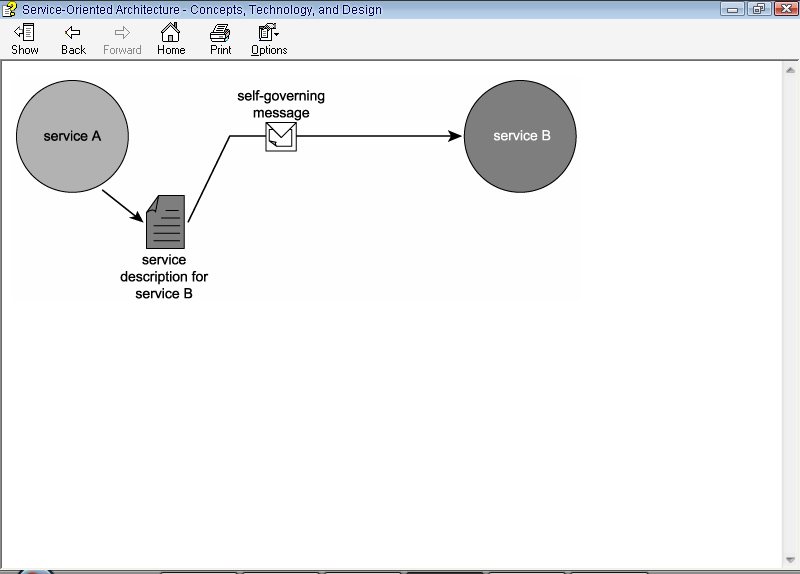 Service-Oriented Architecture - Concepts, Technology, and Design
Show Back Forward Home Print Options
self-governing
message
service A
service B
service
description for
service B